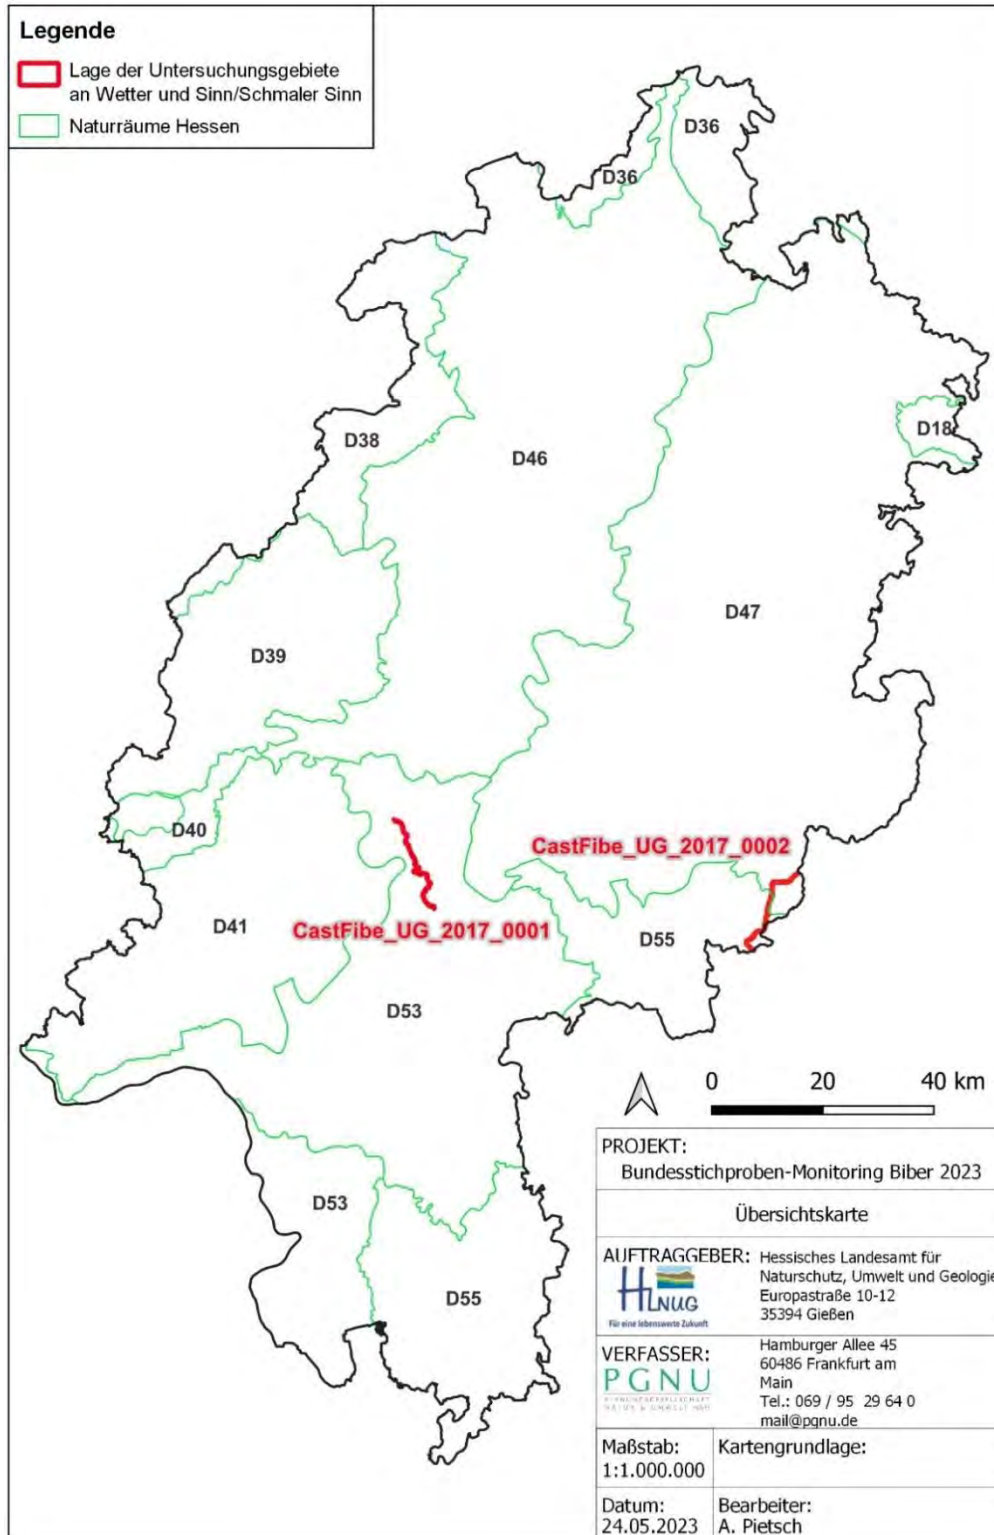 Legende
Lage der Untersuchungsgebiete
an Wetter und Sinn/Schmaler Sinn
Naturräume Hessen
D36
D36
D38
D46
D18
D47
D39
D40
CastFibe_UG_2017_0002
D41
CastFibe_UG_2017_0001
D55
D53
0 20 40 km
D53
D55
PROJEKT:
Bundesstichproben-Monitoring Biber 2023
Übersichtskarte
AUFTRAGGEBER:
HLNUG
Für eine lebenswerte Zukunft
Hessisches Landesamt für
Naturschutz, Umwelt und Geologie
Europastraße 10-12
35394 Gießen
VERFASSER:
PGNU
PLANUNGSGESELLSCHAFT
NATUR & UMWELT MBH
Hamburger Allee 45
60486 Frankfurt am
Main
Tel.: 069 / 95 29 64 0
mail@pgnu.de
Maßstab:
1:1.000.000
Kartengrundlage:
Datum:
24.05.2023
Bearbeiter:
A. Pietsch